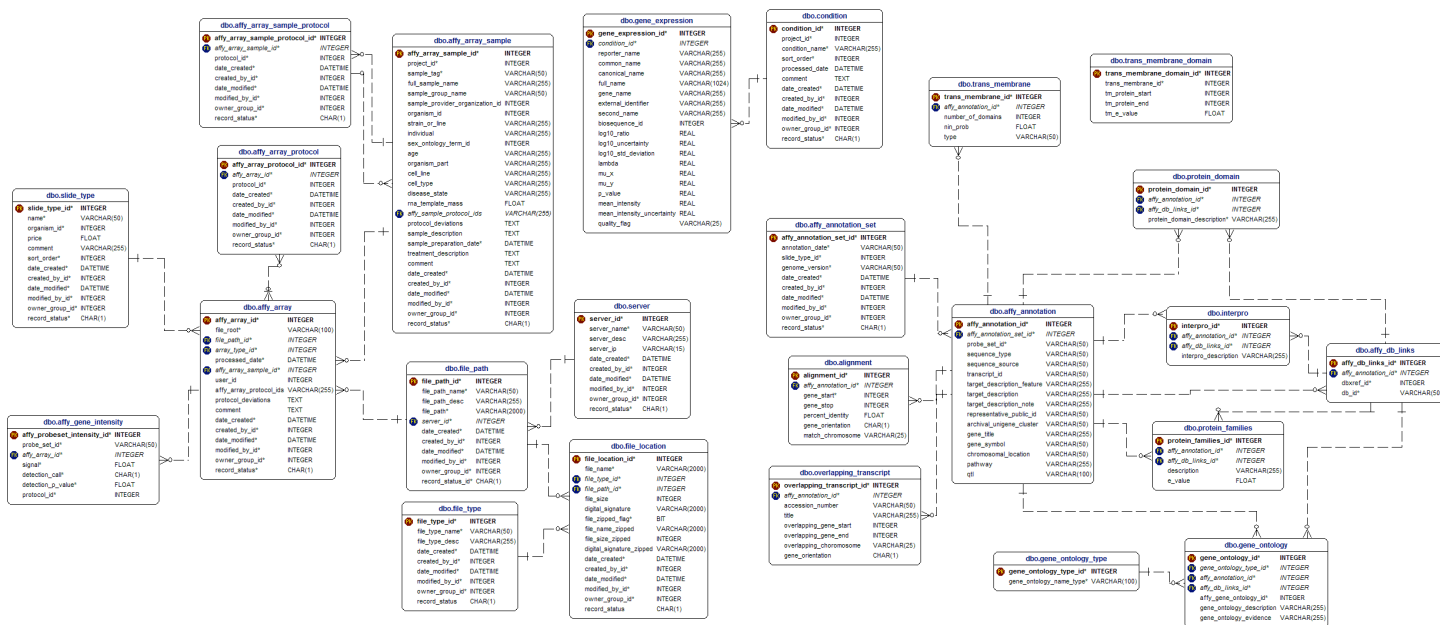 dbo.affy_array_sample_protocol
affy_array_sample_protocol_id* INTEGER
affy_array_sample_id* INTEGER
protocol_id* INTEGER
date_created* DATETIME
created_by_id* INTEGER
date_modified* DATETIME
modified_by_id* INTEGER
owner_group_id* INTEGER
record_status* CHAR(1)
dbo.affy_array_protocol
affy_array_protocol_id* INTEGER
affy_array_id* INTEGER
protocol_id* INTEGER
date_created* DATETIME
created_by_id* INTEGER
date_modified* DATETIME
modified_by_id* INTEGER
owner_group_id* INTEGER
record_status* CHAR(1)
dbo.slide_type
slide_type_id* INTEGER
name* VARCHAR(50)
organism_id* INTEGER
price FLOAT
comment VARCHAR(255)
sort_order* INTEGER
date_created* DATETIME
created_by_id* INTEGER
date_modified* DATETIME
modified_by_id* INTEGER
owner_group_id* INTEGER
record_status* CHAR(1)
dbo.affy_array
affy_array_id* INTEGER
file_root* VARCHAR(100)
file_path_id* INTEGER
array_type_id* INTEGER
processed_date* DATETIME
affy_array_sample_id* INTEGER
user_id INTEGER
affy_array_protocol_ids VARCHAR(255)
protocol_deviations TEXT
comment TEXT
date_created* DATETIME
created_by_id* INTEGER
date_modified* DATETIME
modified_by_id* INTEGER
owner_group_id* INTEGER
record_status* CHAR(1)
dbo.affy_gene_intensity
affy_probeset_intensity_id* INTEGER
probe_set_id* VARCHAR(50)
affy_array_id* INTEGER
signal* FLOAT
detection_call* CHAR(1)
detection_p_value* FLOAT
protocol_id* INTEGER
dbo.affy_array_sample
affy_array_sample_id* INTEGER
project_id* INTEGER
sample_tag* VARCHAR(50)
full_sample_name VARCHAR(255)
sample_group_name VARCHAR(50)
sample_provider_organization_id INTEGER
organism_id INTEGER
strain_or_line VARCHAR(255)
individual VARCHAR(255)
sex_ontology_term_id INTEGER
age VARCHAR(255)
organism_part VARCHAR(255)
cell_line VARCHAR(255)
cell_type VARCHAR(255)
disease_state VARCHAR(255)
rna_template_mass FLOAT
affy_sample_protocol_ids VARCHAR(255)
protocol_deviations TEXT
sample_description TEXT
sample_preparation_date* DATETIME
treatment_description TEXT
comment TEXT
date_created* DATETIME
created_by_id* INTEGER
date_modified* DATETIME
modified_by_id* INTEGER
owner_group_id* INTEGER
record_status* CHAR(1)
dbo.gene_expression
gene_expression_id* INTEGER
condition_id* INTEGER
reporter_name VARCHAR(255)
common_name VARCHAR(255)
canonical_name VARCHAR(255)
full_name VARCHAR(1024)
gene_name VARCHAR(255)
external_identifier VARCHAR(255)
second_name VARCHAR(255)
biosequence_id INTEGER
log10_ratio REAL
log10_uncertainty REAL
log10_std_deviation REAL
lambda REAL
mu_x REAL
mu_y REAL
p_value REAL
mean_intensity REAL
mean_intensity_uncertainty REAL
quality_flag VARCHAR(25)
dbo.condition
condition_id* INTEGER
project_id* INTEGER
condition_name* VARCHAR(255)
sort_order* INTEGER
processed_date DATETIME
comment TEXT
date_created* DATETIME
created_by_id* INTEGER
date_modified* DATETIME
modified_by_id* INTEGER
owner_group_id* INTEGER
record_status* CHAR(1)
dbo.file_path
file_path_id* INTEGER
file_path_name* VARCHAR(50)
file_path_desc VARCHAR(255)
file_path* VARCHAR(2000)
server_id* INTEGER
date_created* DATETIME
created_by_id* INTEGER
date_modified* DATETIME
modified_by_id* INTEGER
owner_group_id* INTEGER
record_status_id* CHAR(1)
dbo.server
server_id* INTEGER
server_name* VARCHAR(50)
server_desc VARCHAR(255)
server_ip VARCHAR(15)
date_created* DATETIME
created_by_id* INTEGER
date_modified* DATETIME
modified_by_id* INTEGER
owner_group_id* INTEGER
record_status* CHAR(1)
dbo.file_type
file_type_id* INTEGER
file_type_name* VARCHAR(50)
file_type_desc VARCHAR(255)
date_created* DATETIME
created_by_id* INTEGER
date_modified* DATETIME
modified_by_id* INTEGER
owner_group_id* INTEGER
record_status CHAR(1)
dbo.file_location
file_location_id* INTEGER
file_name* VARCHAR(2000)
file_type_id* INTEGER
file_path_id* INTEGER
file_size INTEGER
digital_signature VARCHAR(2000)
file_zipped_flag* BIT
file_name_zipped VARCHAR(2000)
file_size_zipped INTEGER
digital_signature_zipped VARCHAR(2000)
date_created* DATETIME
created_by_id* INTEGER
date_modified* DATETIME
modified_by_id* INTEGER
owner_group_id* INTEGER
record_status CHAR(1)
dbo.trans_membrane
trans_membrane_id* INTEGER
affy_annotation_id* INTEGER
number_of_domains INTEGER
nin_prob FLOAT
type VARCHAR(50)
dbo.trans_membrane_domain
trans_membrane_domain_id* INTEGER
trans_membrane_id* INTEGER
tm_protein_start INTEGER
tm_protein_end INTEGER
tm_e_value FLOAT
dbo.protein_domain
protein_domain_id* INTEGER
affy_annotation_id* INTEGER
affy_db_links_id* INTEGER
protein_domain_description* VARCHAR(255)
dbo.affy_annotation_set
affy_annotation_set_id* INTEGER
annotation_date* VARCHAR(50)
slide_type_id* INTEGER
genome_version* VARCHAR(50)
date_created* DATETIME
created_by_id* INTEGER
date_modified* DATETIME
modified_by_id* INTEGER
owner_group_id* INTEGER
record_status* CHAR(1)
dbo.affy_annotation
affy_annotation_id* INTEGER
affy_annotation_set_id* INTEGER
probe_set_id* VARCHAR(50)
sequence_type VARCHAR(50)
sequence_source VARCHAR(50)
transcript_id VARCHAR(50)
target_description_feature VARCHAR(255)
target_description VARCHAR(255)
target_description_note VARCHAR(255)
representative_public_id VARCHAR(50)
archival_unigene_cluster VARCHAR(50)
gene_title VARCHAR(255)
gene_symbol VARCHAR(50)
chromosomal_location VARCHAR(50)
pathway VARCHAR(255)
qtl VARCHAR(100)
dbo.interpro
interpro_id* INTEGER
affy_annotation_id* INTEGER
affy_db_links_id* INTEGER
interpro_description VARCHAR(255)
dbo.affy_db_links
affy_db_links_id* INTEGER
affy_annotation_id* INTEGER
dbxref_id* INTEGER
db_id* VARCHAR(50)
dbo.alignment
alignment_id* INTEGER
affy_annotation_id* INTEGER
gene_start* INTEGER
gene_stop INTEGER
percent_identity FLOAT
gene_orientation CHAR(1)
match_chromosome VARCHAR(25)
dbo.protein_families
protein_families_id* INTEGER
affy_annotation_id* INTEGER
affy_db_links_id* INTEGER
description VARCHAR(255)
e_value FLOAT
dbo.overlapping_transcript
overlapping_transcript_id* INTEGER
affy_annotation_id* INTEGER
accession_number VARCHAR(50)
title VARCHAR(255)
overlapping_gene_start INTEGER
overlapping_gene_end INTEGER
overlapping_chromosome VARCHAR(25)
gene_orientation CHAR(1)
dbo.gene_ontology_type
gene_ontology_type_id* INTEGER
gene_ontology_name_type* VARCHAR(100)
dbo.gene_ontology
gene_ontology_id* INTEGER
gene_ontology_type_id* INTEGER
affy_annotation_id* INTEGER
affy_db_links_id* INTEGER
affy_gene_ontology_id* INTEGER
gene_ontology_description VARCHAR(255)
gene_ontology_evidence VARCHAR(255)